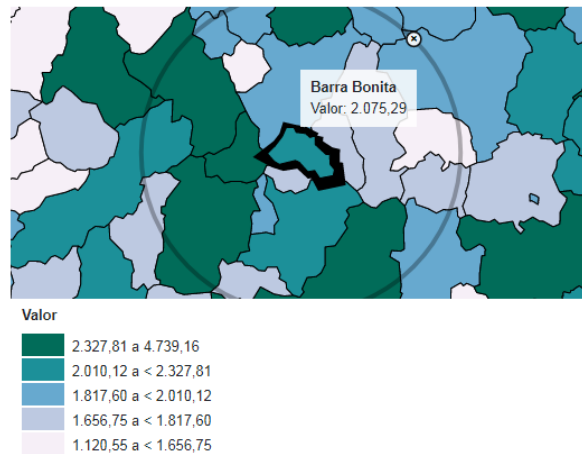 Barra Bonita
Valor: 2.075,29
Valor
2.327,81 a 4.739,16
2.010,12 a < 2.327,81
1.817,60 a < 2.010,12
1.656,75 a < 1.817,60
1.120,55 a < 1.656,75